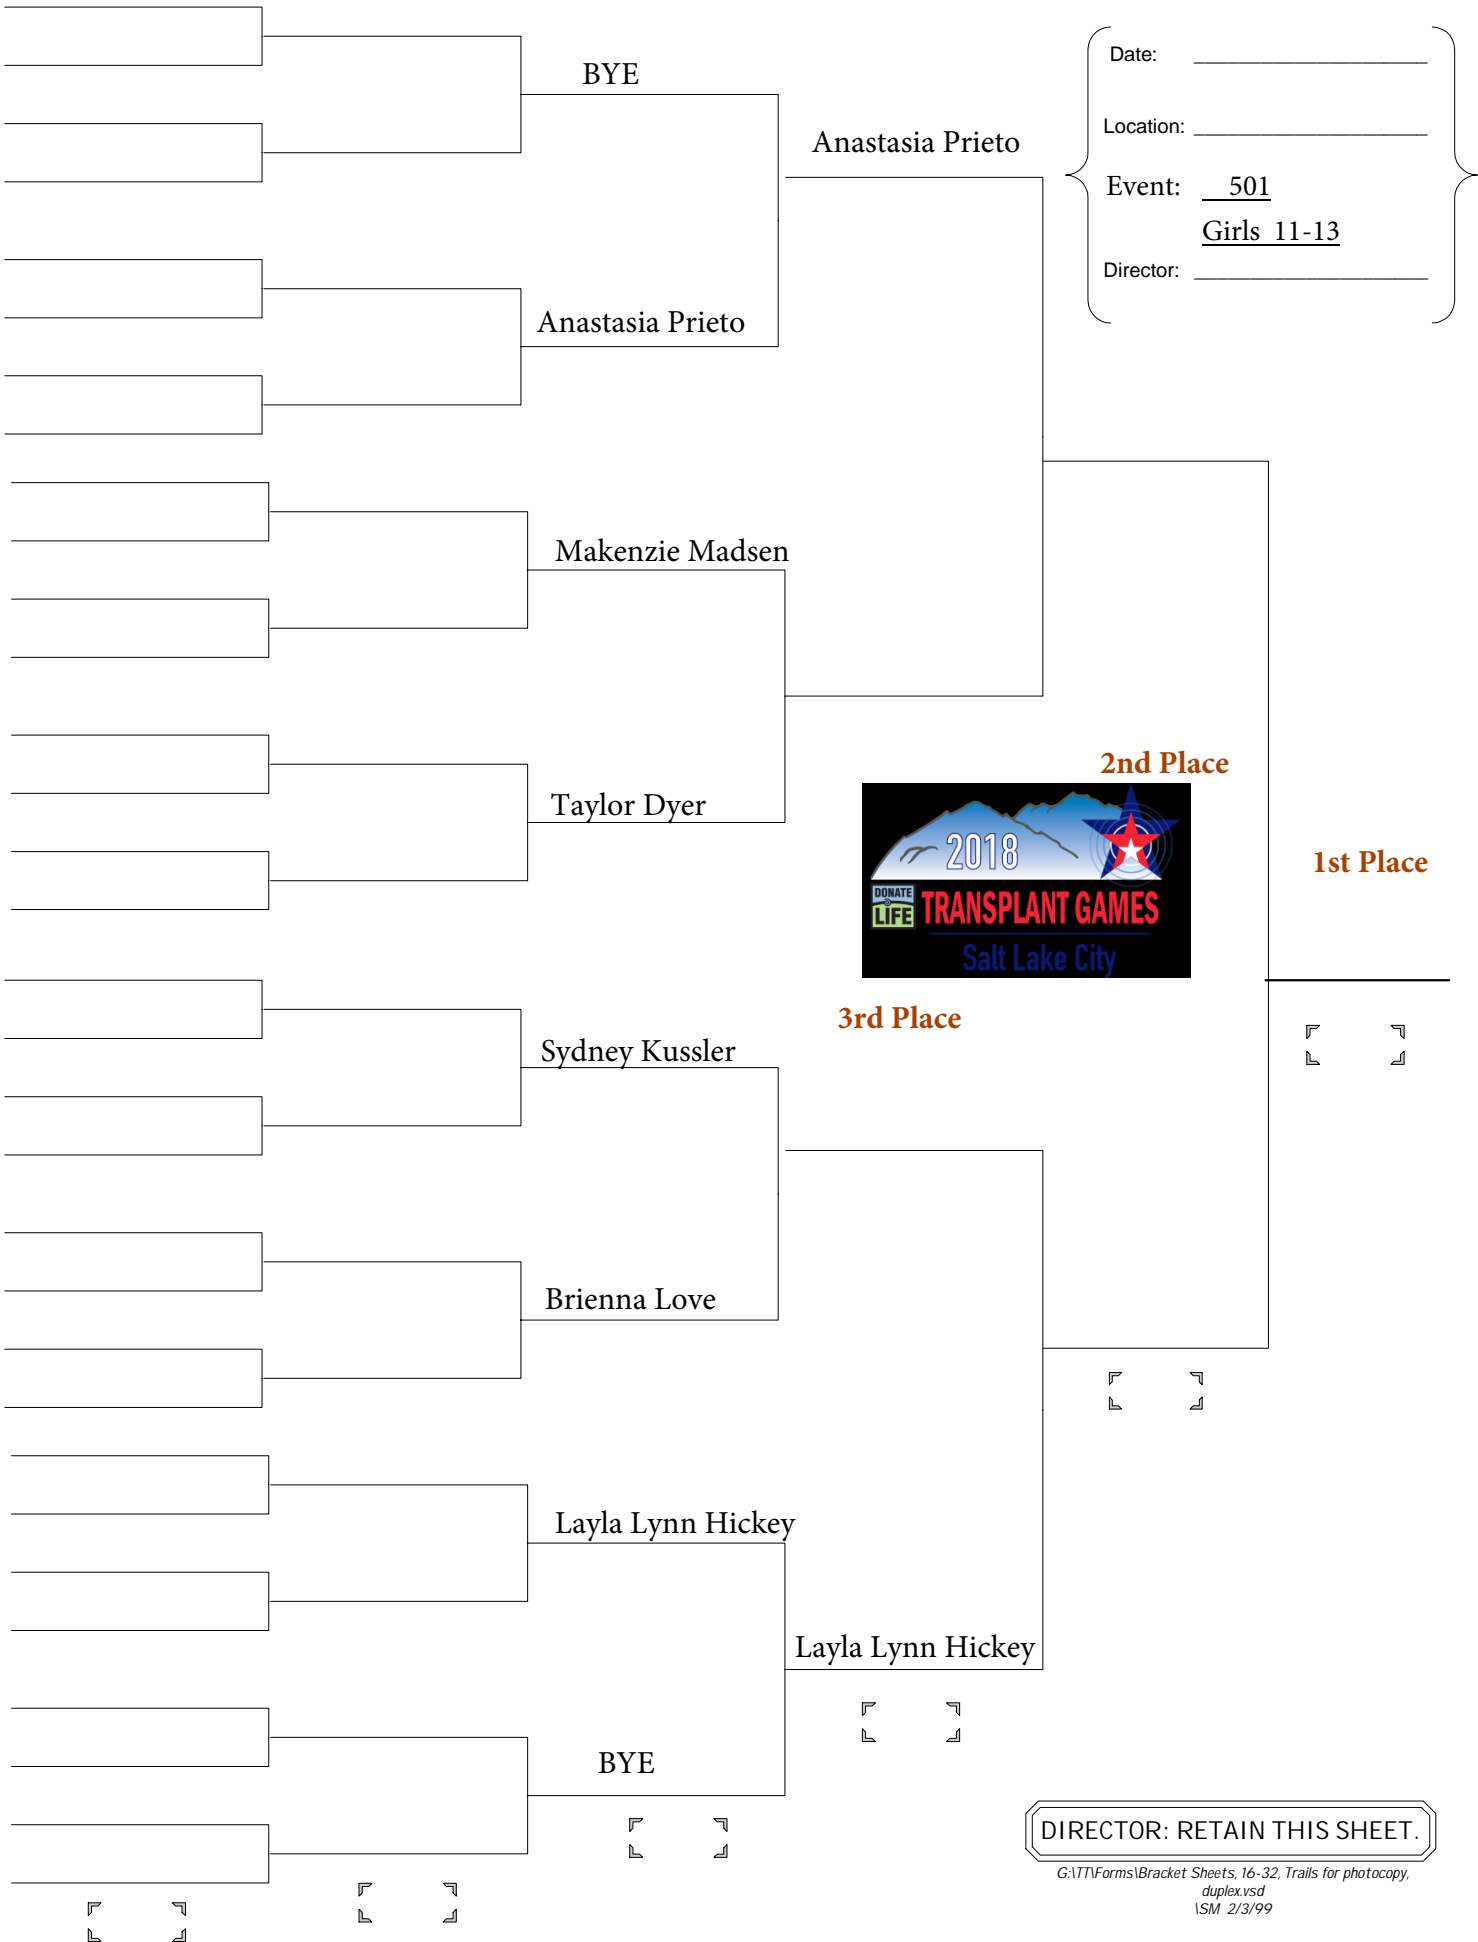 BYE
Anastasia Prieto
Date:
Location:
Event: 501
Girls 11-13
Director:
Anastasia Prieto
Makenzie Madsen
Taylor Dyer
2nd Place
2018
DONATE
LIFE
TRANSPLANT GAMES
Salt Lake City
1st Place
3rd Place
Sydney Kussler
Brienna Love
Layla Lynn Hickey
Layla Lynn Hickey
BYE
DIRECTOR: RETAIN THIS SHEET.
G:\TT\Forms\Bracket Sheets, 16-32, Trails for photocopy,
duplex.vsd
\SM 2/3/99